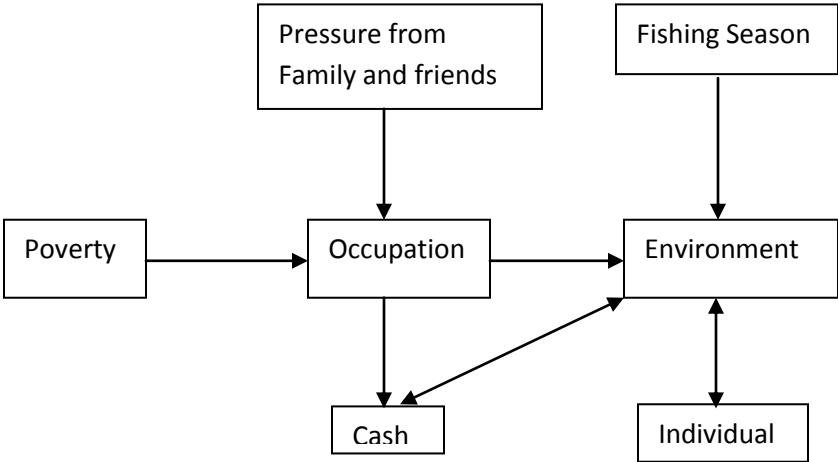 Pressure from
Family and friends
Fishing Season
Poverty
Occupation
Environment
Cash
Individual